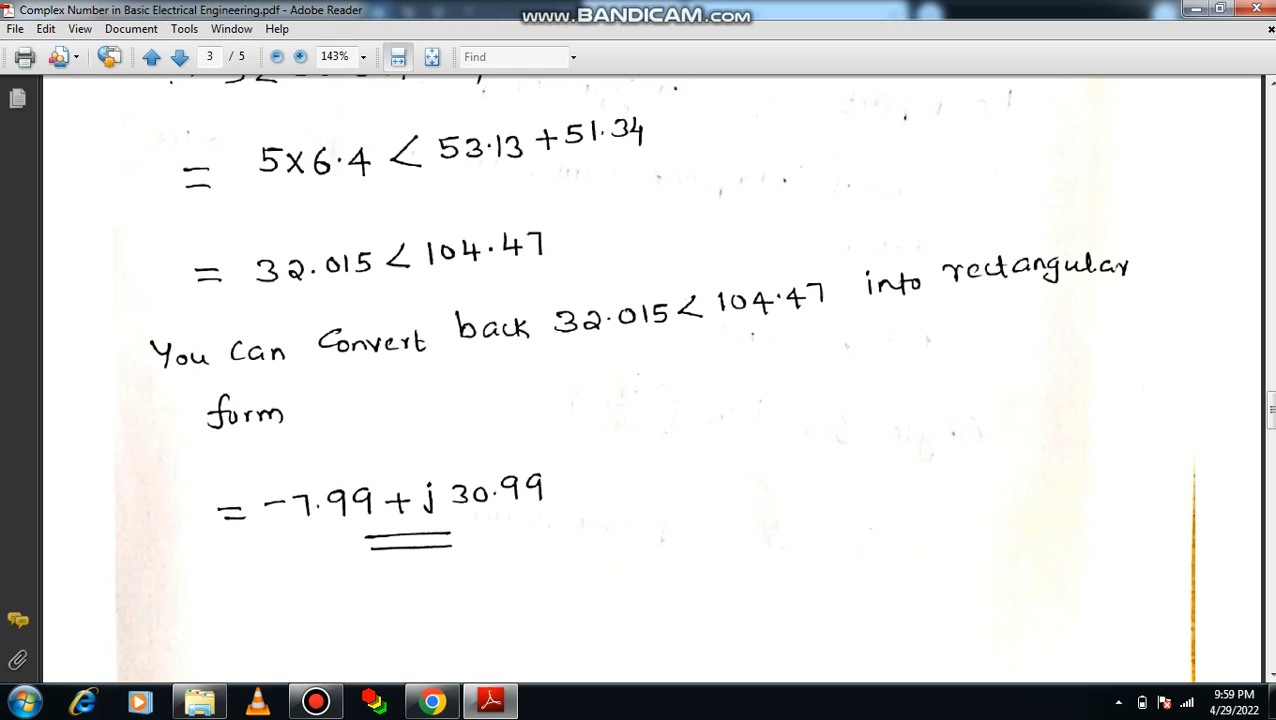 Complex Number in Basic Electrical Engineering.pdf - Adobe Reader
www.BANDICAM.com
File Edit View Document Tools Window Help
3 / 5 143% Find
= 5×6.4 < 53.13 +51.34
= 32.015 < 104.47
You can Convert back 32.015 < 104.47 into rectangular
form
= -7.99 + j 30.99
9:59 PM
4/29/2022